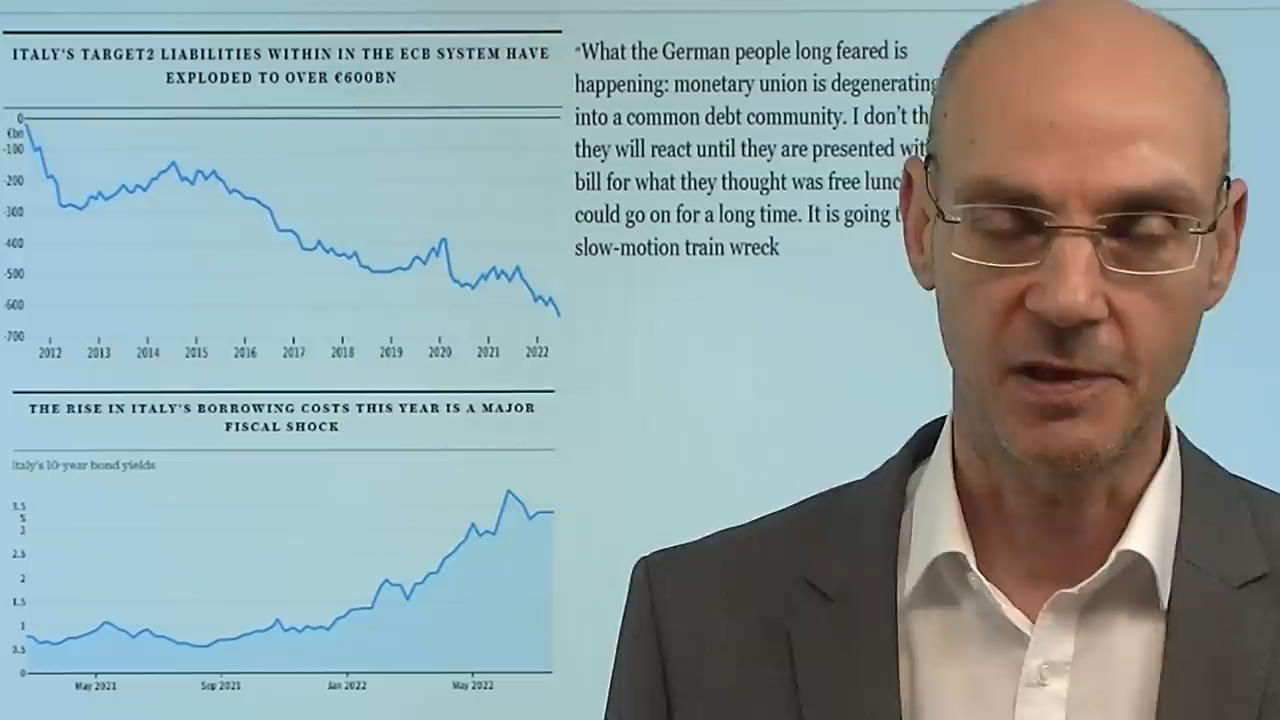 ITALY'S TARGET2 LIABILITIES WITHIN IN THE ECB SYSTEM HAVE
EXPLODED TO OVER €600BN
0
€bn
-100
-200
-300
-400
-500
-600
-700
2012 2013 2014 2015 2016 2017 2018 2019 2020 2021 2022
THE RISE IN ITALY'S BORROWING COSTS THIS YEAR IS A MAJOR
FISCAL SHOCK
Italy's 10-year bond yields
3.5
%
3
2.5
2
1.5
1
0.5
0
May 2021 Sep 2021 Jan 2022 May 2022
“What the German people long feared is
happening: monetary union is degenerating
into a common debt community. I don't
they will react until they are presented
bill for what they thought was free
could go on for a long time. It is going
slow-motion train wreck